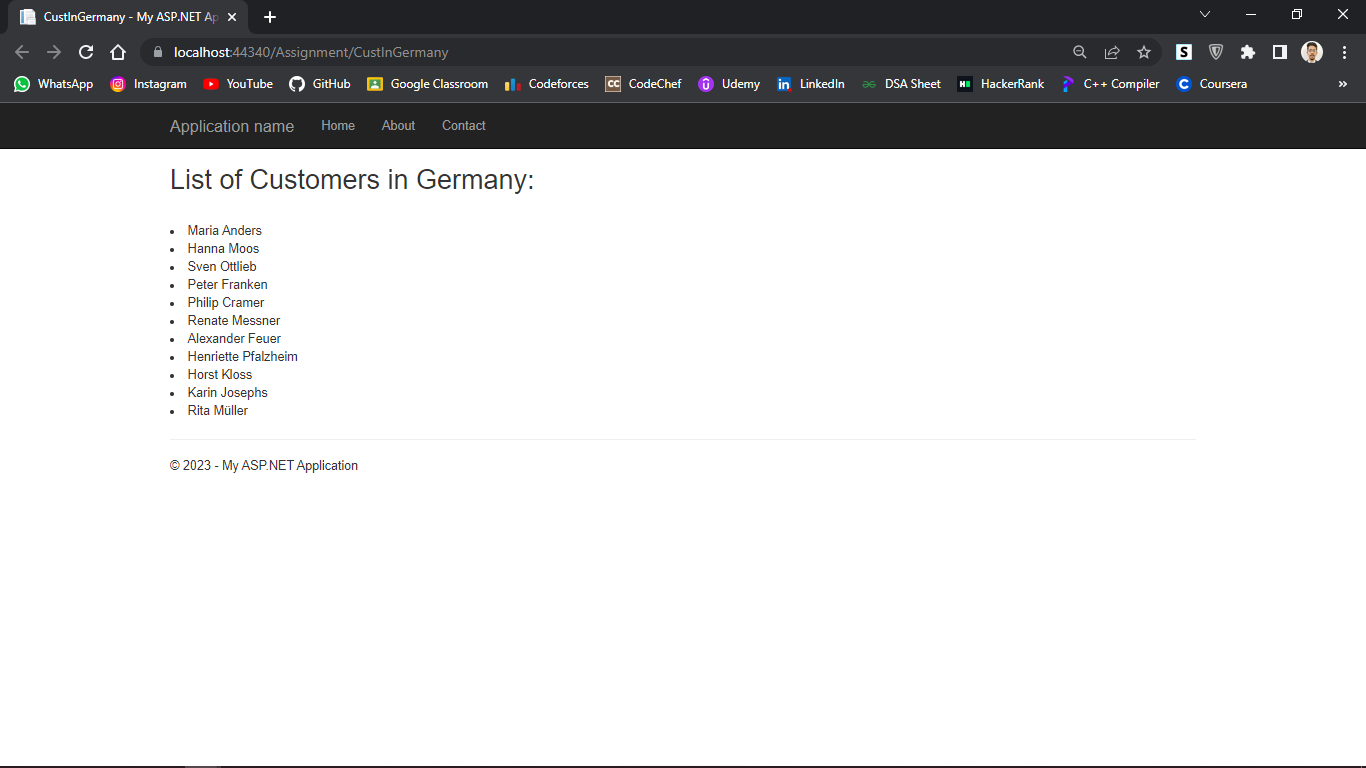 CustInGermany - My ASP.NET Ap
localhost:44340/Assignment/CustInGermany
S
WhatsApp Instagram YouTube GitHub Google Classroom Codeforces CC CodeChef Udemy in LinkedIn DSA Sheet HackerRank C++ Compiler Coursera »
Application name Home About Contact
List of Customers in Germany:
• Maria Anders
• Hanna Moos
• Sven Ottlieb
• Peter Franken
• Philip Cramer
• Renate Messner
• Alexander Feuer
• Henriette Pfalzheim
• Horst Kloss
• Karin Josephs
• Rita Müller
© 2023 - My ASP.NET Application